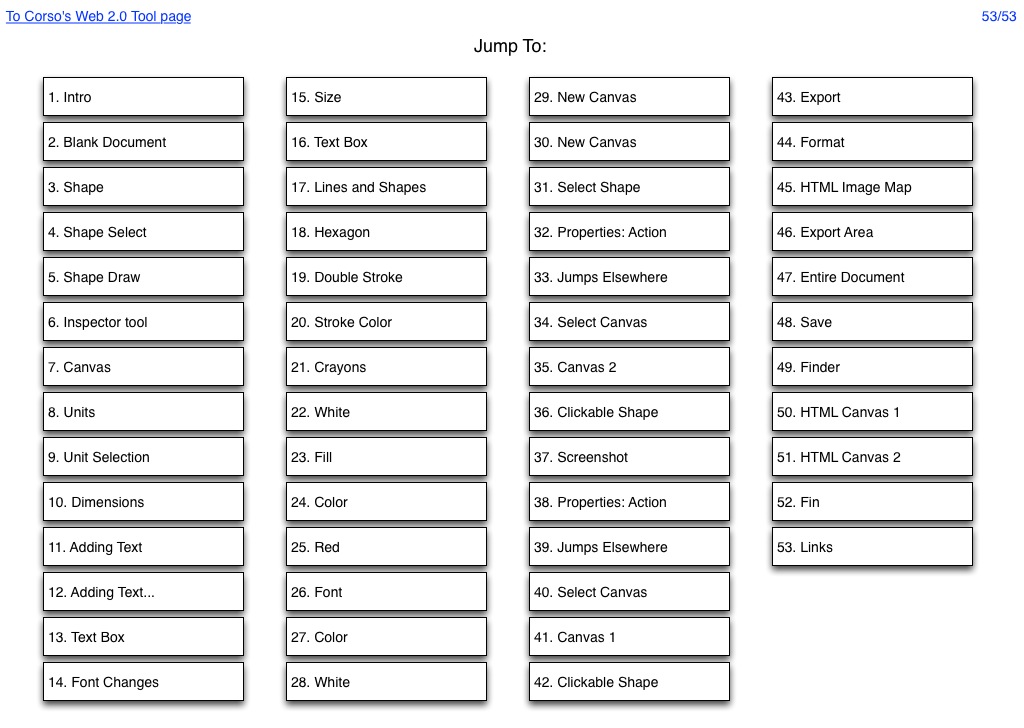 To Corso's Web 2.0 Tool page
53/53
Jump To:
1. Intro
2. Blank Document
3. Shape
4. Shape Select
5. Shape Draw
6. Inspector tool
7. Canvas
8. Units
9. Unit Selection
10. Dimensions
11. Adding Text
12. Adding Text...
13. Text Box
14. Font Changes
15. Size
16. Text Box
17. Lines and Shapes
18. Hexagon
19. Double Stroke
20. Stroke Color
21. Crayons
22. White
23. Fill
24. Color
25. Red
26. Font
27. Color
28. White
29. New Canvas
30. New Canvas
31. Select Shape
32. Properties: Action
33. Jumps Elsewhere
34. Select Canvas
35. Canvas 2
36. Clickable Shape
37. Screenshot
38. Properties: Action
39. Jumps Elsewhere
40. Select Canvas
41. Canvas 1
42. Clickable Shape
43. Export
44. Format
45. HTML Image Map
46. Export Area
47. Entire Document
48. Save
49. Finder
50. HTML Canvas 1
51. HTML Canvas 2
52. Fin
53. Links